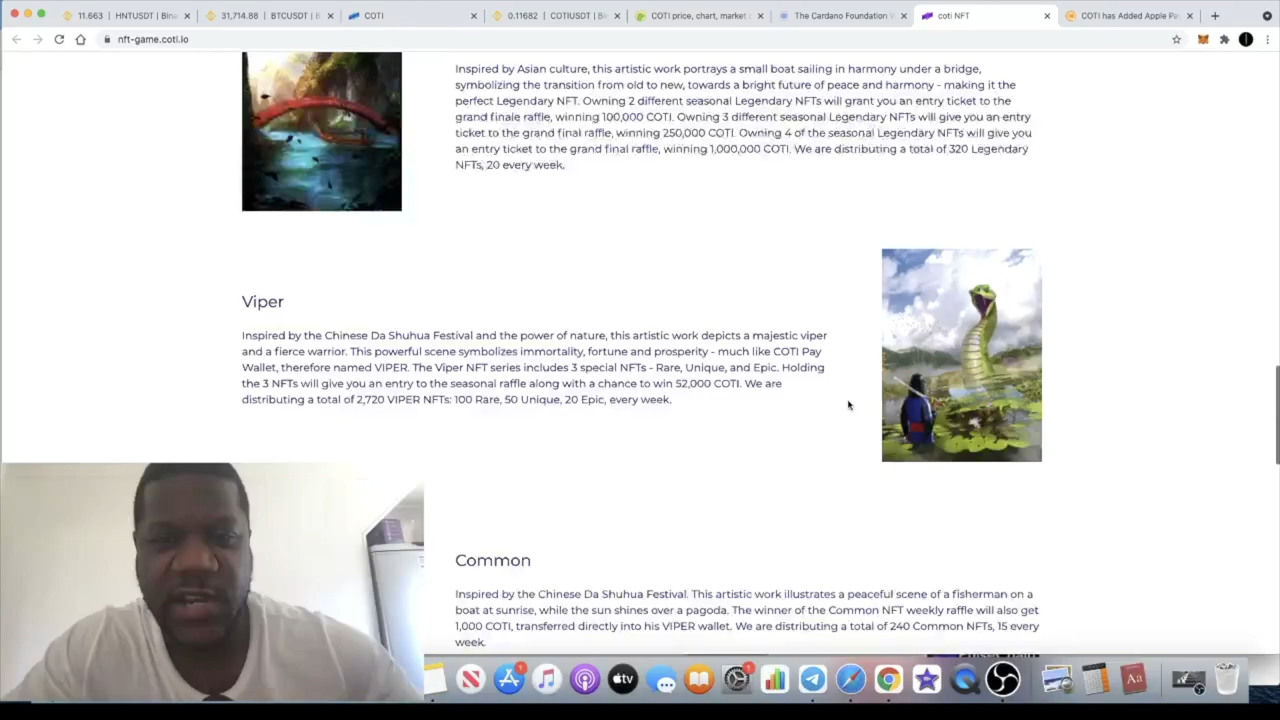 11.663 | HNTUSDT | Bina
31,714.88 | BTCUSDT | B
COTI
0.11682 | COTIUSDT | Bi
COTI price, chart, market
The Cardano Foundation
coti NFT
COTI has Added Apple Pa
nft-game.coti.io
Inspired by Asian culture, this artistic work portrays a small boat sailing in harmony under a bridge,
symbolizing the transition from old to new, towards a bright future of peace and harmony - making it the
perfect Legendary NFT. Owning 2 different seasonal Legendary NFTs will grant you an entry ticket to the
grand finale raffle, winning 100,000 COTI. Owning 3 different seasonal Legendary NFTs will give you an entry
ticket to the grand final raffle, winning 250,000 COTI. Owning 4 of the seasonal Legendary NFTs will give you
an entry ticket to the grand final raffle, winning 1,000,000 COTI. We are distributing a total of 320 Legendary
NFTs, 20 every week.
Viper
Inspired by the Chinese Da Shuhua Festival and the power of nature, this artistic work depicts a majestic viper
and a fierce warrior. This powerful scene symbolizes immortality, fortune and prosperity - much like COTI Pay
Wallet, therefore named VIPER. The Viper NFT series includes 3 special NFTs - Rare, Unique, and Epic. Holding
the 3 NFTs will give you an entry to the seasonal raffle along with a chance to win 52,000 COTI. We are
distributing a total of 2,720 VIPER NFTs: 100 Rare, 50 Unique, 20 Epic, every week.
Common
Inspired by the Chinese Da Shuhua Festival. This artistic work illustrates a peaceful scene of a fisherman on a
boat at sunrise, while the sun shines over a pagoda. The winner of the Common NFT weekly raffle will also get
1,000 COTI, transferred directly into his VIPER wallet. We are distributing a total of 240 Common NFTs, 15 every
week.
tv
Aa